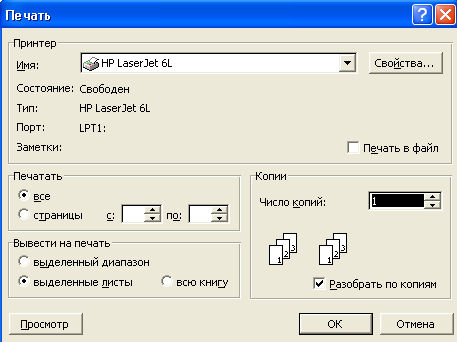 Печать
Принтер
Имя: HP LaserJet 6L Свойства...
Состояние: Свободен
Тип: HP LaserJet 6L
Порт: LPT1:
Заметки: Печать в файл
Печатать
все
страницы с: по:
Копии
Число копий: 1
1 2 3 1 2 3
Разобрать по копиям
Вывести на печать
выделенный диапазон
выделенные листы всю книгу
Просмотр ОК Отмена